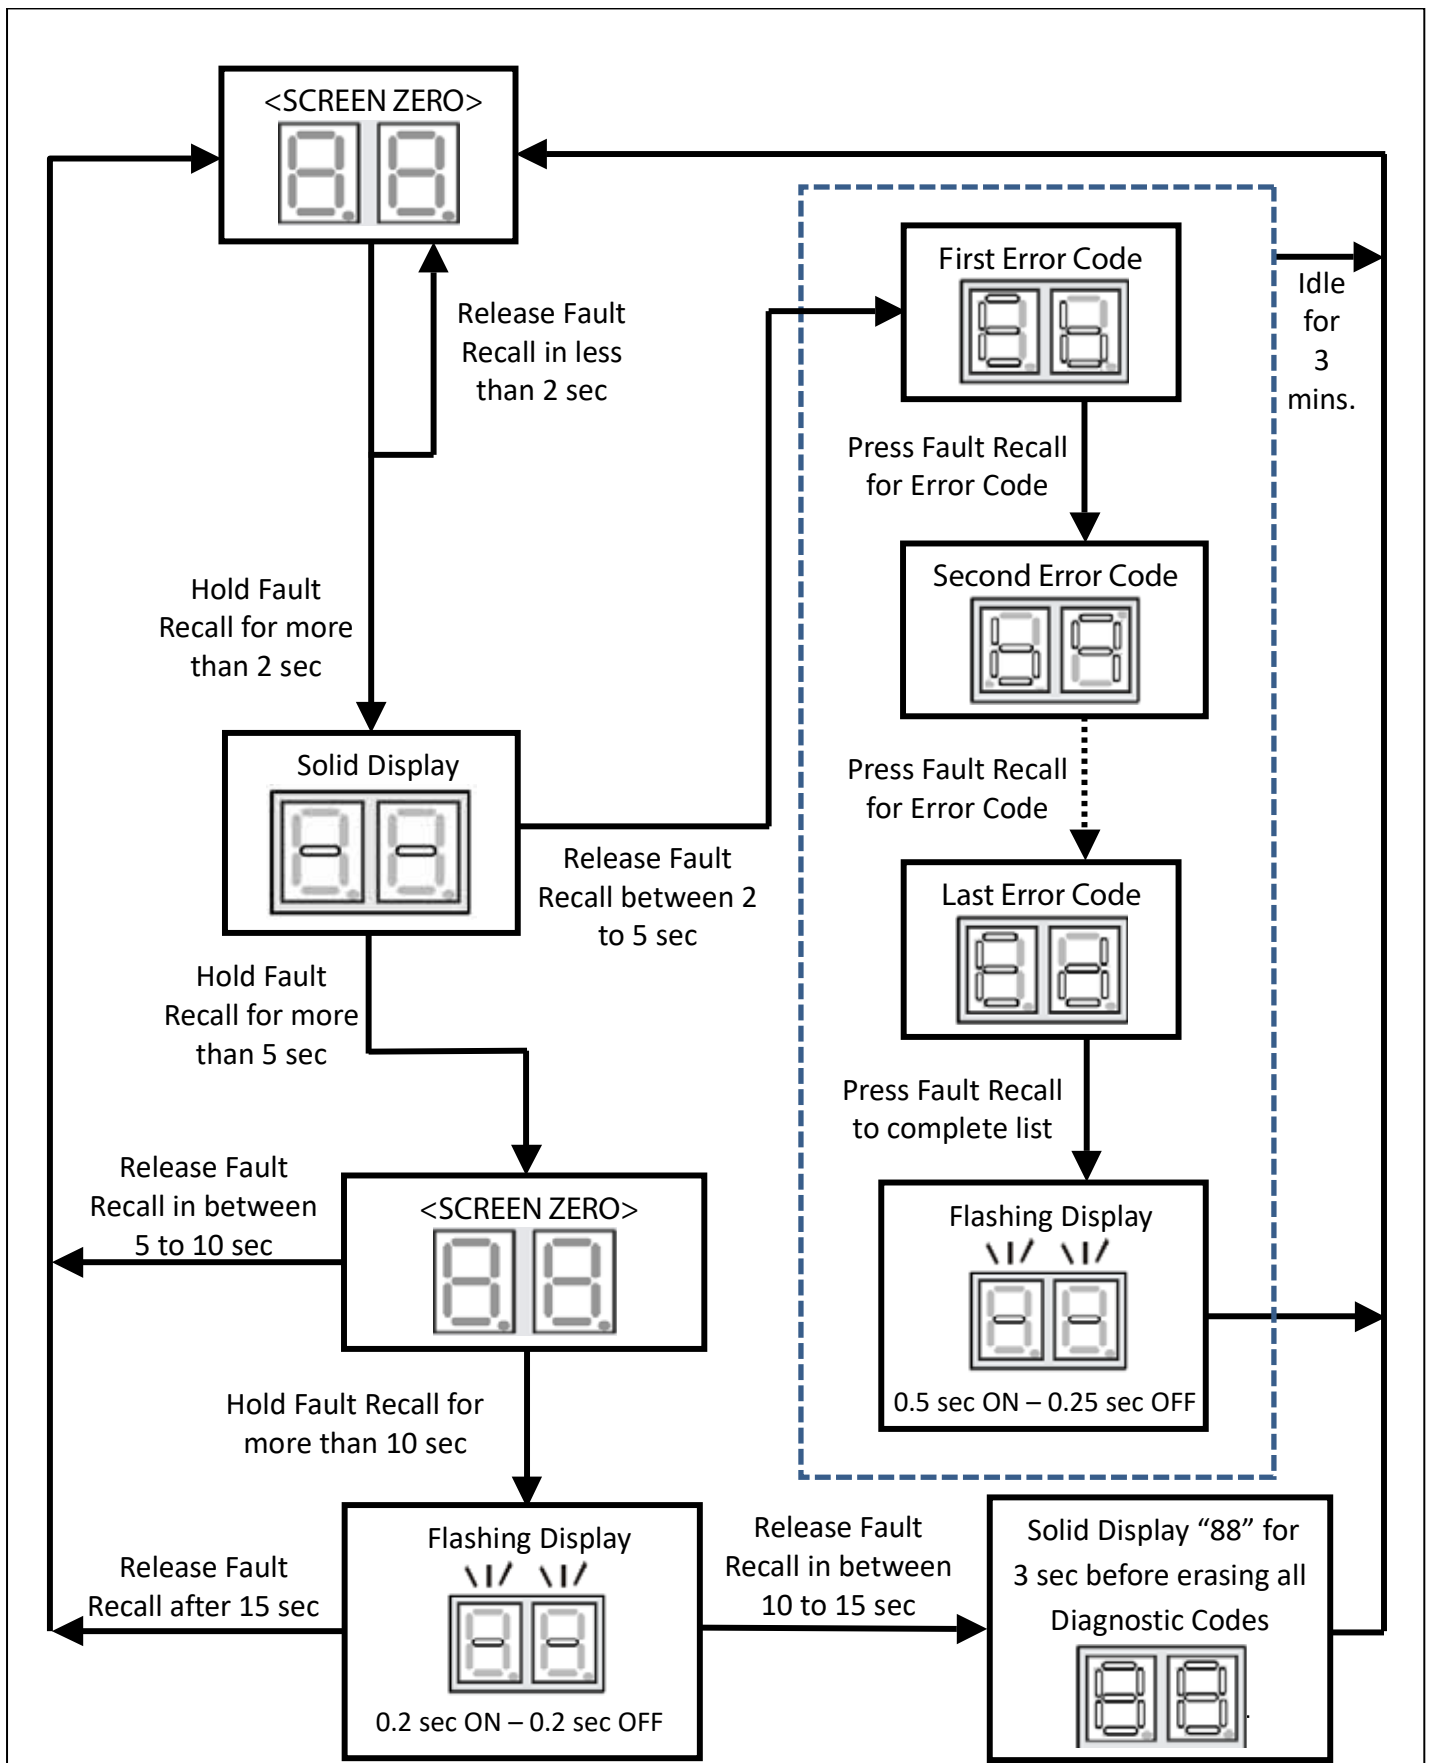 <SCREEN ZERO>
Release Fault
Recall in less
than 2 sec
Hold Fault
Recall for more
than 2 sec
Solid Display
--
Release Fault
Recall between 2
to 5 sec
First Error Code
Eb
Idle
for
3
mins.
Press Fault Recall
for Error Code
Second Error Code
b9
Press Fault Recall
for Error Code
Last Error Code
Ed
Press Fault Recall
to complete list
Flashing Display
--
0.5 sec ON – 0.25 sec OFF
Hold Fault
Recall for more
than 5 sec
<SCREEN ZERO>
Release Fault
Recall in between
5 to 10 sec
Hold Fault Recall for
more than 10 sec
Flashing Display
--
0.2 sec ON – 0.2 sec OFF
Release Fault
Recall after 15 sec
Release Fault
Recall in between
10 to 15 sec
Solid Display “88” for
3 sec before erasing all
Diagnostic Codes
88